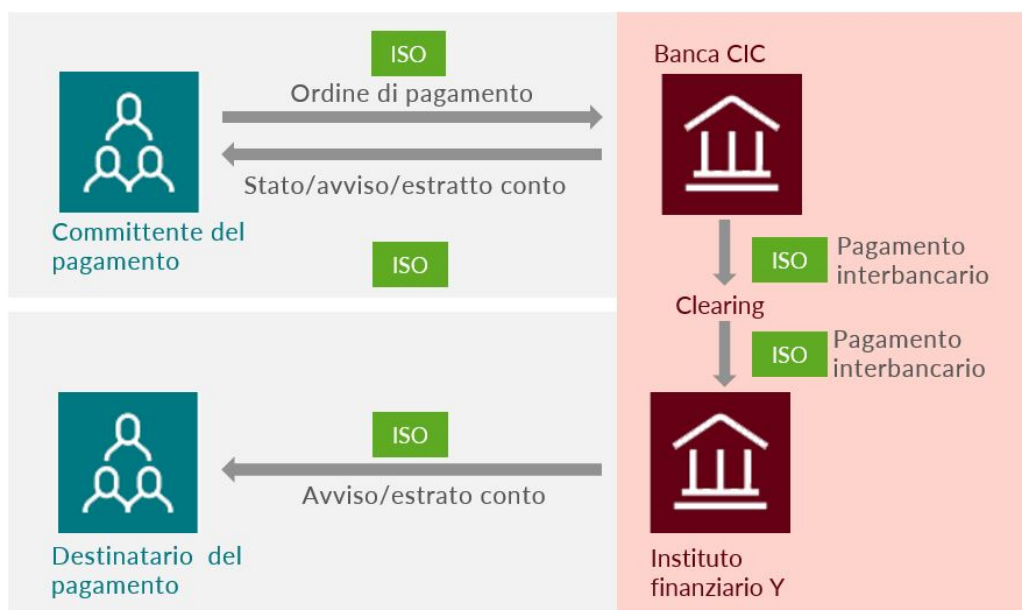 ISO
Ordine di pagamento
Stato/avviso/estratto conto
Committente del
pagamento
ISO
Banca CIC
ISO
Pagamento
interbancario
Clearing
ISO
Pagamento
interbancario
ISO
Avviso/estrato conto
Destinatario del
pagamento
Instituto
finanziario Y